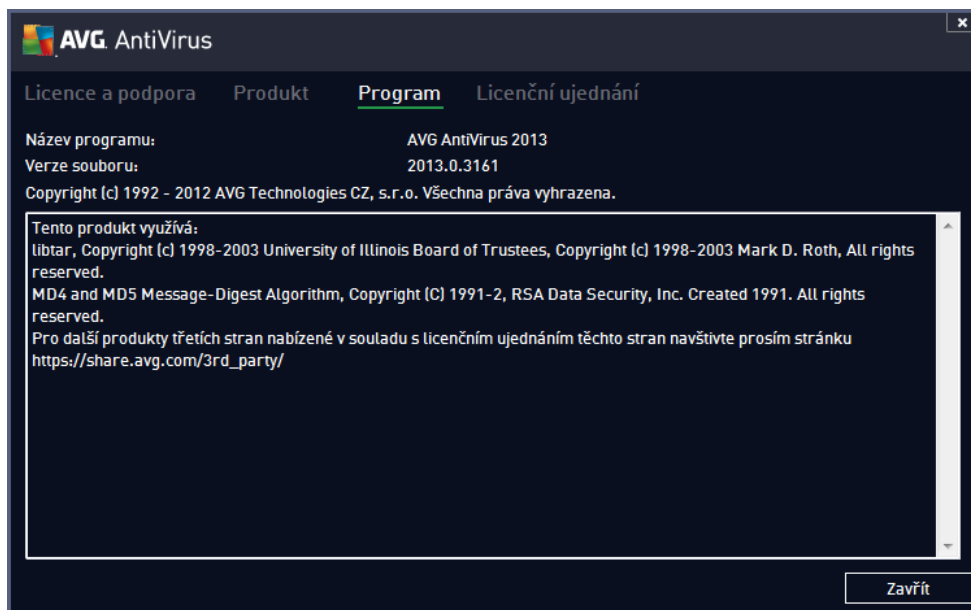 AVG. AntiVirus
Licence a podpora Produkt Program Licenční ujednání
Název programu: AVG AntiVirus 2013
Verze souboru: 2013.0.3161
Copyright (c) 1992 - 2012 AVG Technologies CZ, s.r.o. Všechna práva vyhrazena.
Tento produkt využívá:
libtar, Copyright (c) 1998-2003 University of Illinois Board of Trustees, Copyright (c) 1998-2003 Mark D. Roth, All rights
reserved.
MD4 and MD5 Message-Digest Algorithm, Copyright (C) 1991-2, RSA Data Security, Inc. Created 1991. All rights
reserved.
Pro další produkty třetích stran nabízené v souladu s licenčním ujednáním těchto stran navštivte prosím stránku
https://share.avg.com/3rd_party/
Zavřít